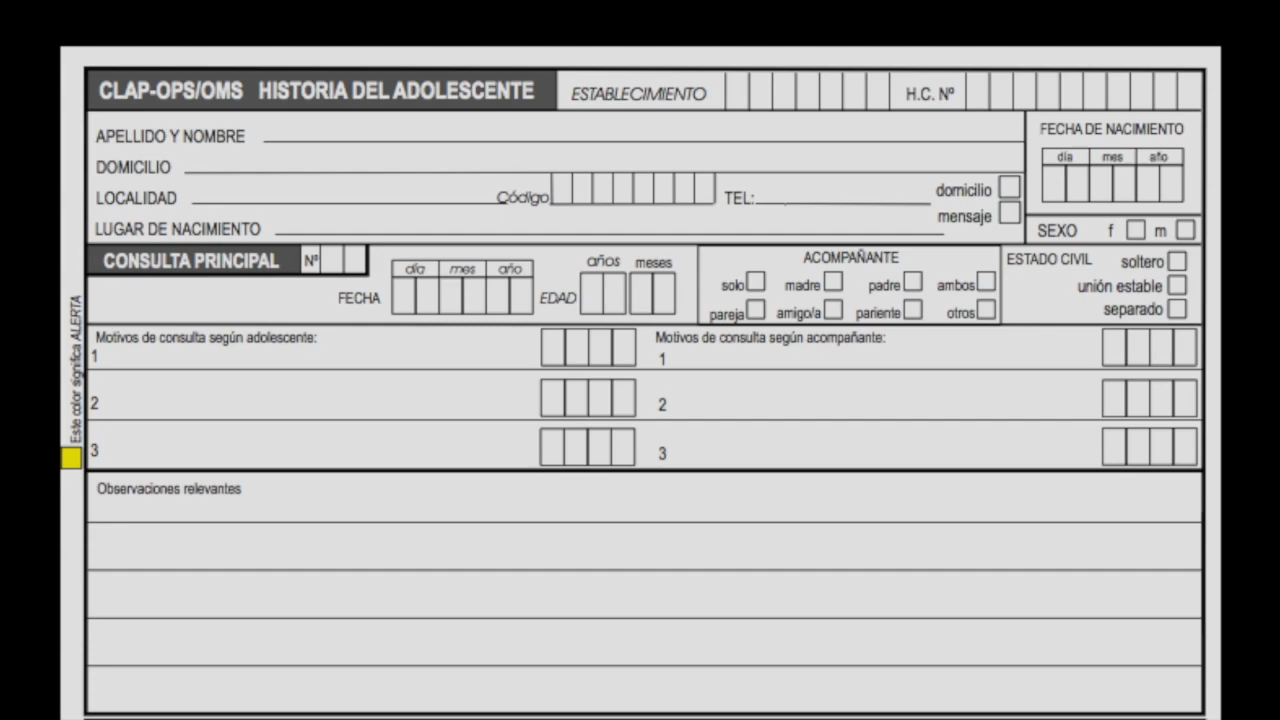 CLAP-OPS/OMS HISTORIA DEL ADOLESCENTE ESTABLECIMIENTO H.C. Nº
APELLIDO Y NOMBRE
DOMICILIO
LOCALIDAD Código TEL: domicilio
mensaje
LUGAR DE NACIMIENTO
FECHA DE NACIMIENTO
día mes año
SEXO f m
CONSULTA PRINCIPAL Nº
FECHA día mes año
EDAD años meses
ACOMPAÑANTE
solo madre padre ambos
pareja amigo/a pariente otros
ESTADO CIVIL soltero
unión estable
separado
Este color significa ALERTA
Motivos de consulta según adolescente:
1
2
3
Motivos de consulta según acompañante:
1
2
3
Observaciones relevantes